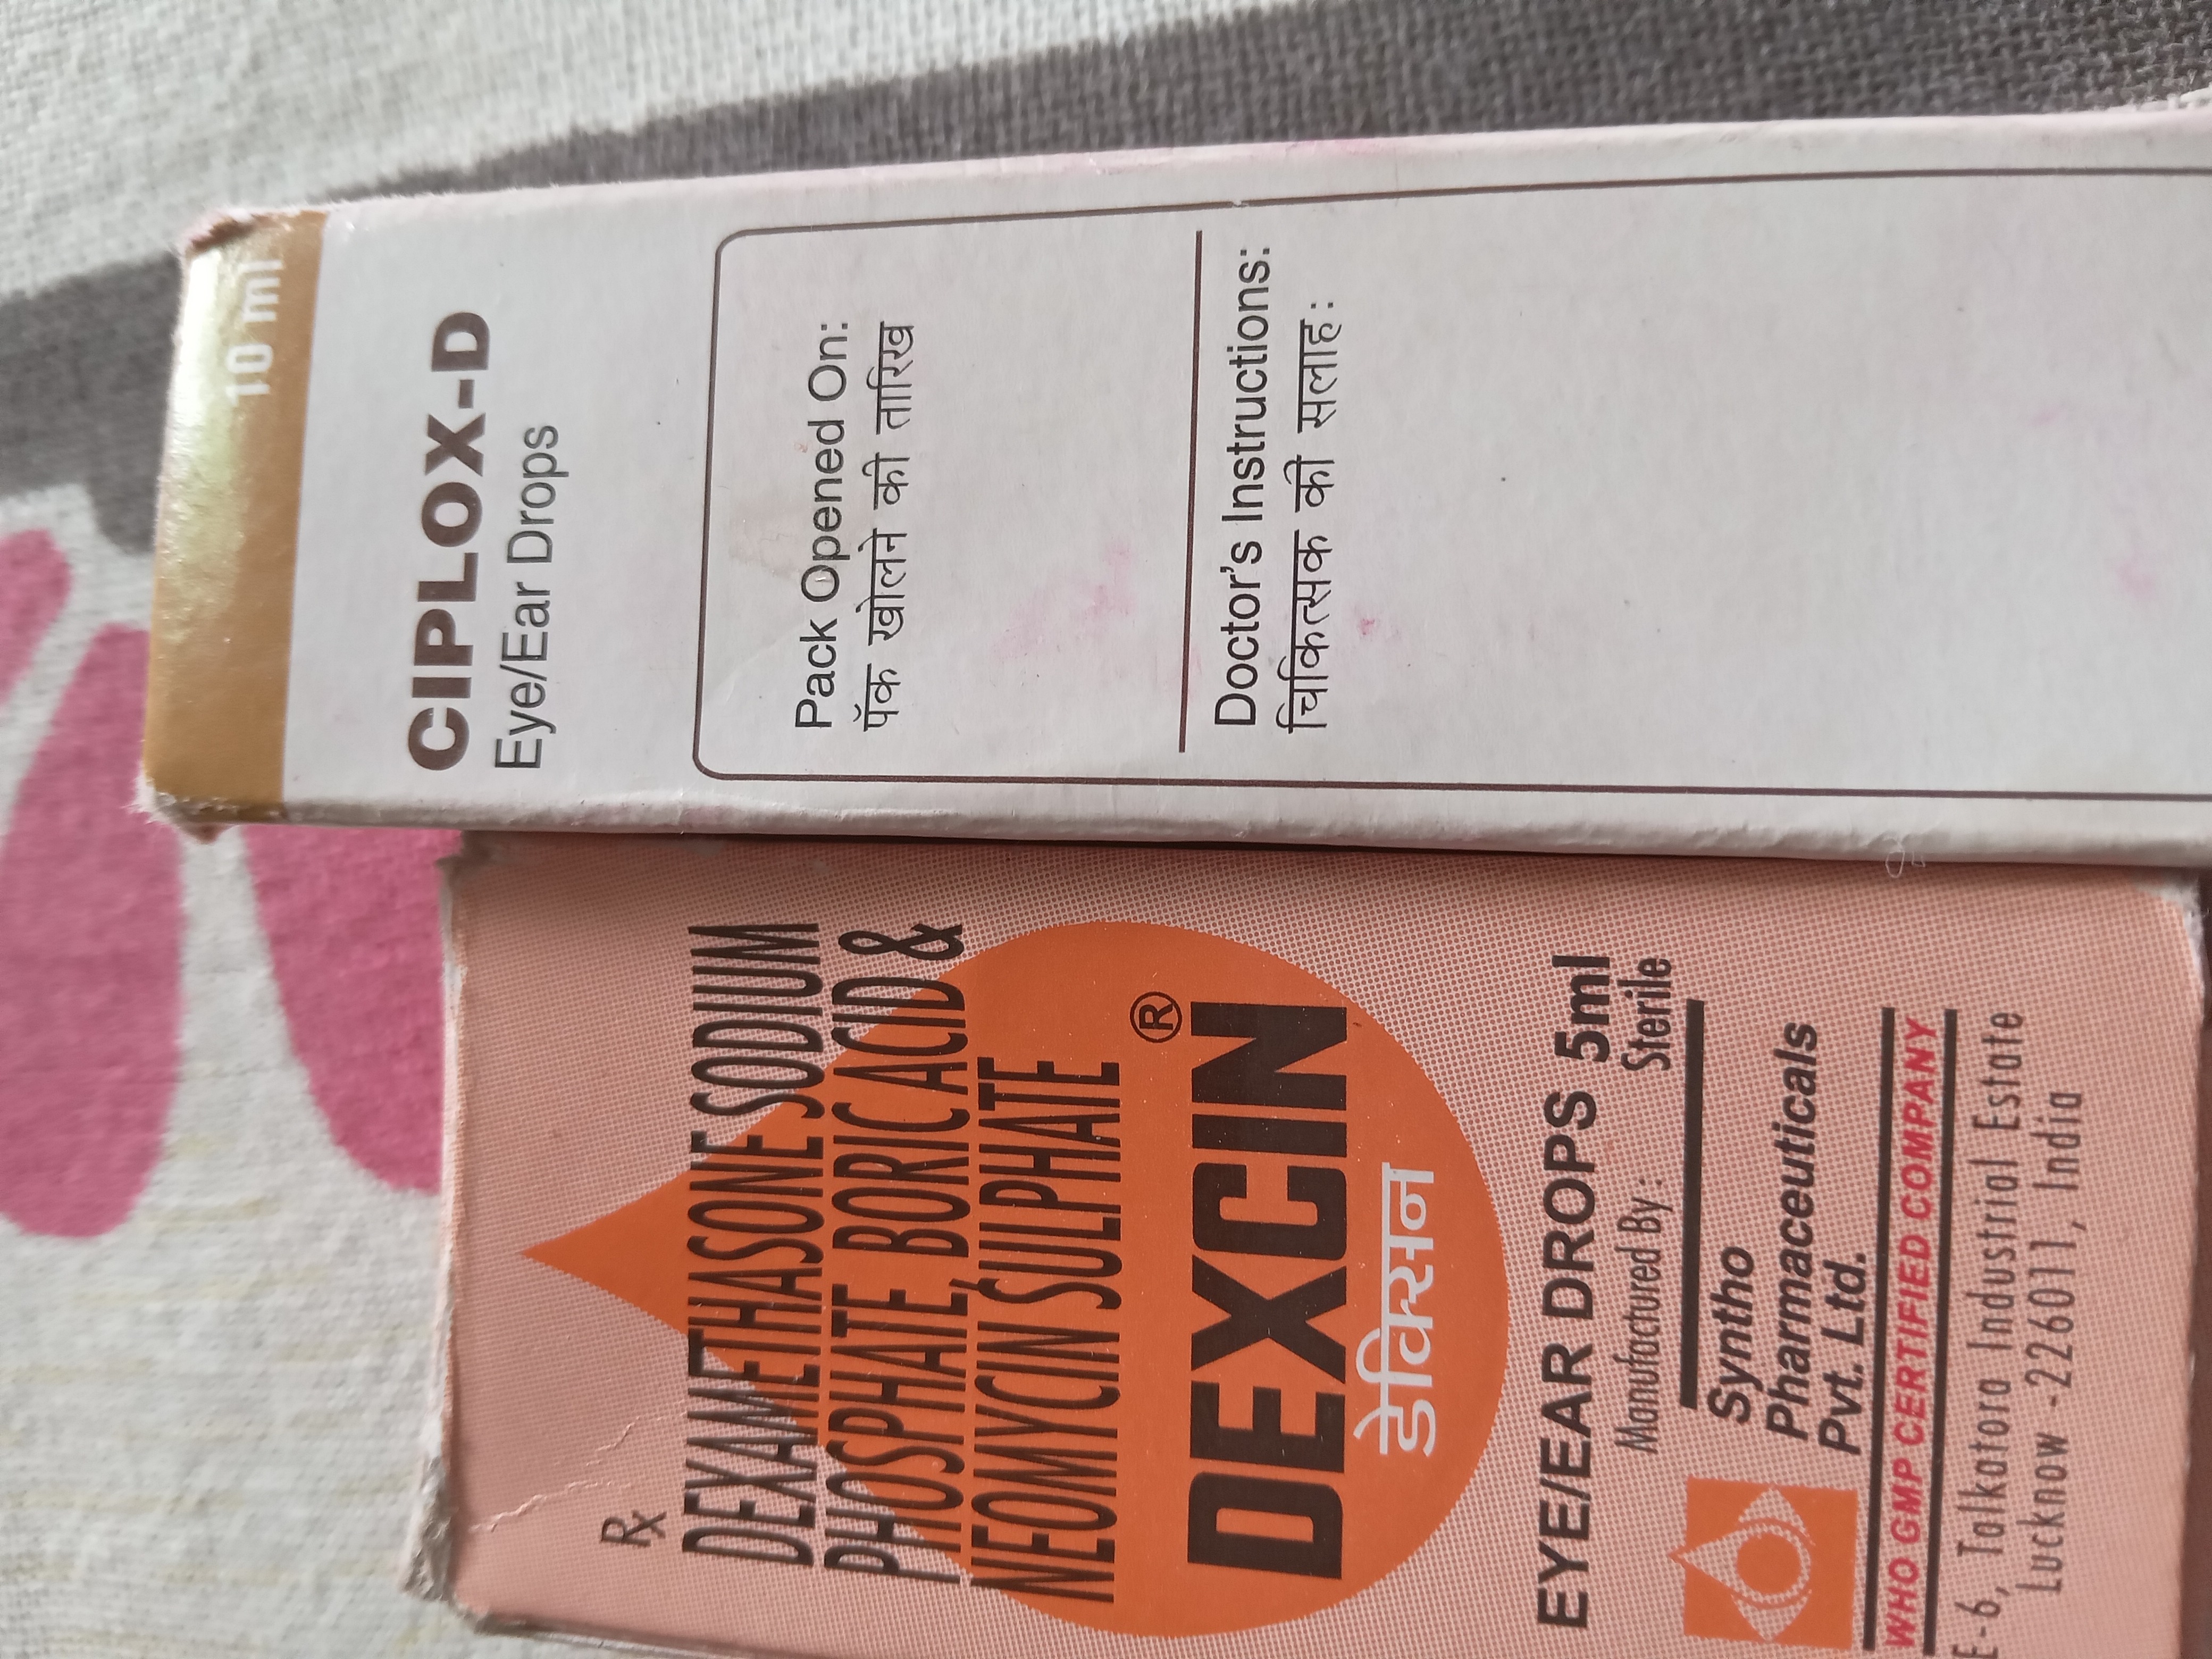 Rx
DEXAMETHASONE SODIUM
PHOSPHATE, BORIC ACID &
NEOMYCIN SULPHATE
®
DEXCIN
डेक्सिन
EYE/EAR DROPS 5ml
Manufactured By : Sterile
Syntho
Pharmaceuticals
Pvt. Ltd.
WHO GMP CERTIFIED COMPANY
E-6, Talkatora Industrial Estate
Lucknow -226011, India
10 ml
CIPLOX-D
Eye/Ear Drops
Pack Opened On:
पॅक खोलने की तारिख
Doctor's Instructions:
चिकित्सक की सलाह: